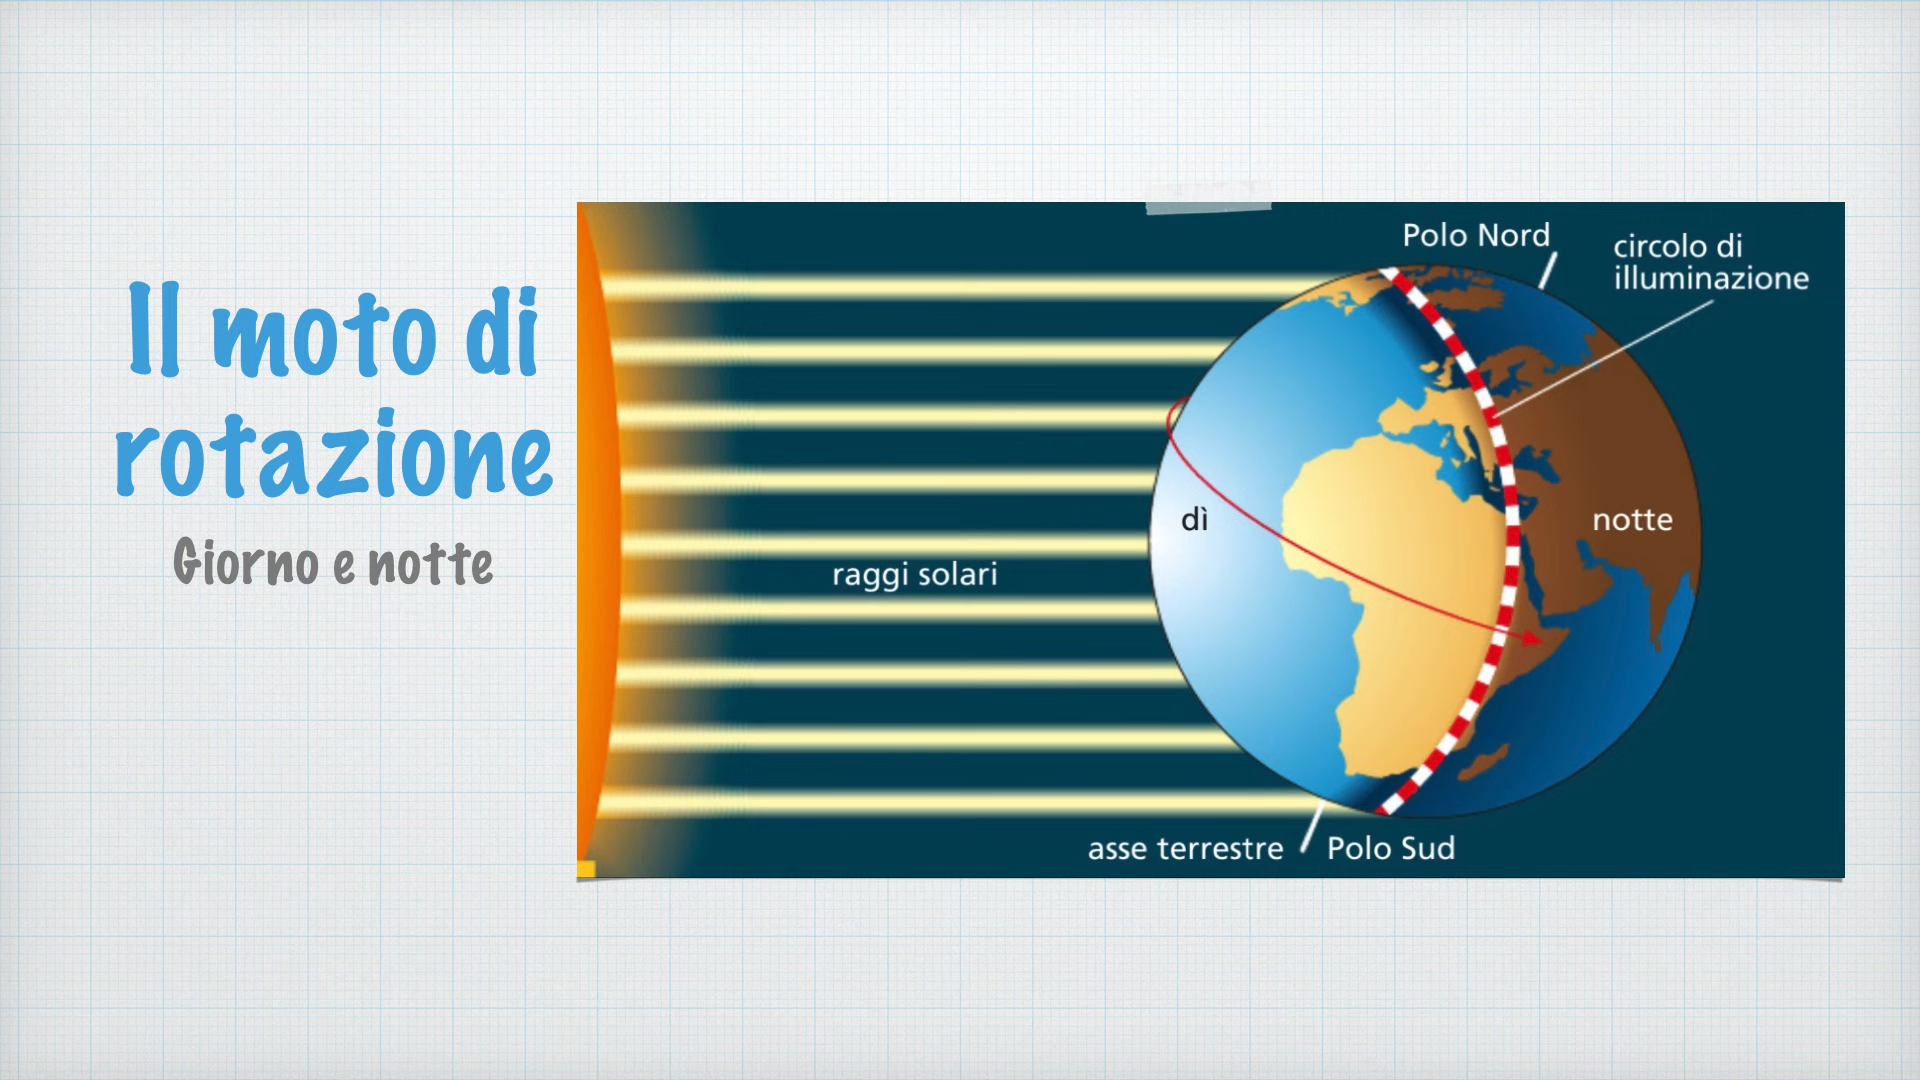 Il moto di
rotazione
Giorno e notte
Polo Nord
circolo di
illuminazione
dì
notte
raggi solari
asse terrestre
Polo Sud